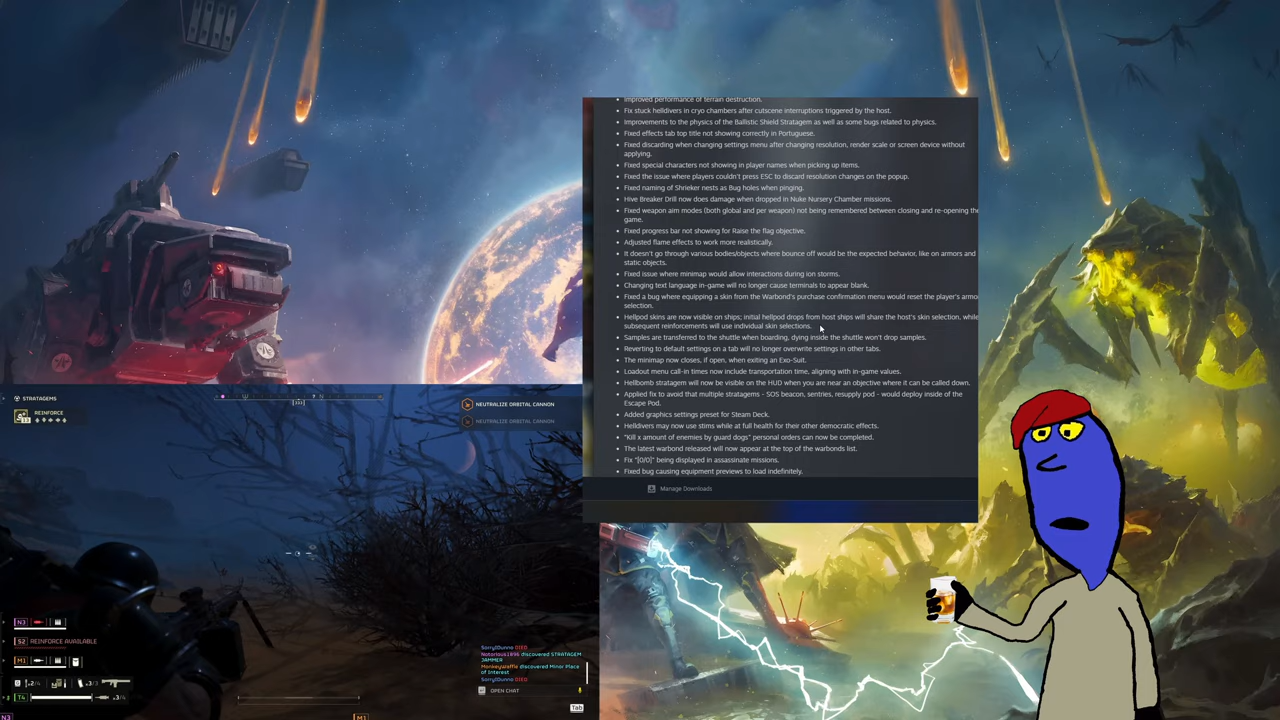 Improved performance of terrain destruction.
Fix stuck helldivers in cryo chambers after cutscene interruptions triggered by the host.
Improvements to the physics of the Ballistic Shield Stratagem as well as some bugs related to physics.
Fixed effects tab top title not showing correctly in Portuguese.
Fixed discarding when changing settings menu after changing resolution, render scale or screen device without
applying.
Fixed special characters not showing in player names when picking up items.
Fixed the issue where players couldn't press ESC to discard resolution changes on the popup.
Fixed naming of Shrieker nests as Bug holes when pinging.
Hive Breaker Drill now does damage when dropped in Nuke Nursery Chamber missions.
Fixed weapon aim modes (both global and per weapon) not being remembered between closing and re-opening the
game.
Fixed progress bar not showing for Raise the flag objective.
Adjusted flame effects to work more realistically.
It doesn't go through various bodies/objects where bounce off would be the expected behavior, like on armors and
static objects.
Fixed issue where minimap would allow interactions during ion storms.
Changing text language in-game will no longer cause terminals to appear blank.
Fixed a bug where equipping a skin from the Warbond's purchase confirmation menu would reset the player's armo
selection.
Hellpod skins are now visible on ships; initial hellpod drops from host ships will share the host's skin selection, while
subsequent reinforcements will use individual skin selections.
Samples are transferred to the shuttle when boarding, dying inside the shuttle won't drop samples.
Reverting to default settings on a tab will no longer overwrite settings in other tabs.
The minimap now closes, if open, when exiting an Exo-Suit.
Loadout menu call-in times now include transportation time, aligning with in-game values.
Hellbomb stratagem will now be visible on the HUD when you are near an objective where it can be called down.
Applied fix to avoid that multiple stratagems - SOS beacon, sentries, resupply pod - would deploy inside of the
Escape Pod.
Added graphics settings preset for Steam Deck.
Helldivers may now use stims while at full health for their other democratic effects.
"Kill x amount of enemies by guard dogs" personal orders can now be completed.
The latest warbond released will now appear at the top of the warbonds list.
Fix "[0/0]" being displayed in assassinate missions.
Fixed bug causing equipment previews to load indefinitely.
Manage Downloads
STRATAGEMS
REINFORCE
NEUTRALIZE ORBITAL CANNON
NEUTRALIZE ORBITAL CANNON
N3
S2 REINFORCE AVAILABLE
M1
T4
SorryIDunno DIED
Notorious1896 discovered STRATAGEM
JAMMER
Monkeywaffle discovered Minor Place
of Interest
SorryIDunno DIED
OPEN CHAT
Tab
N3
M1